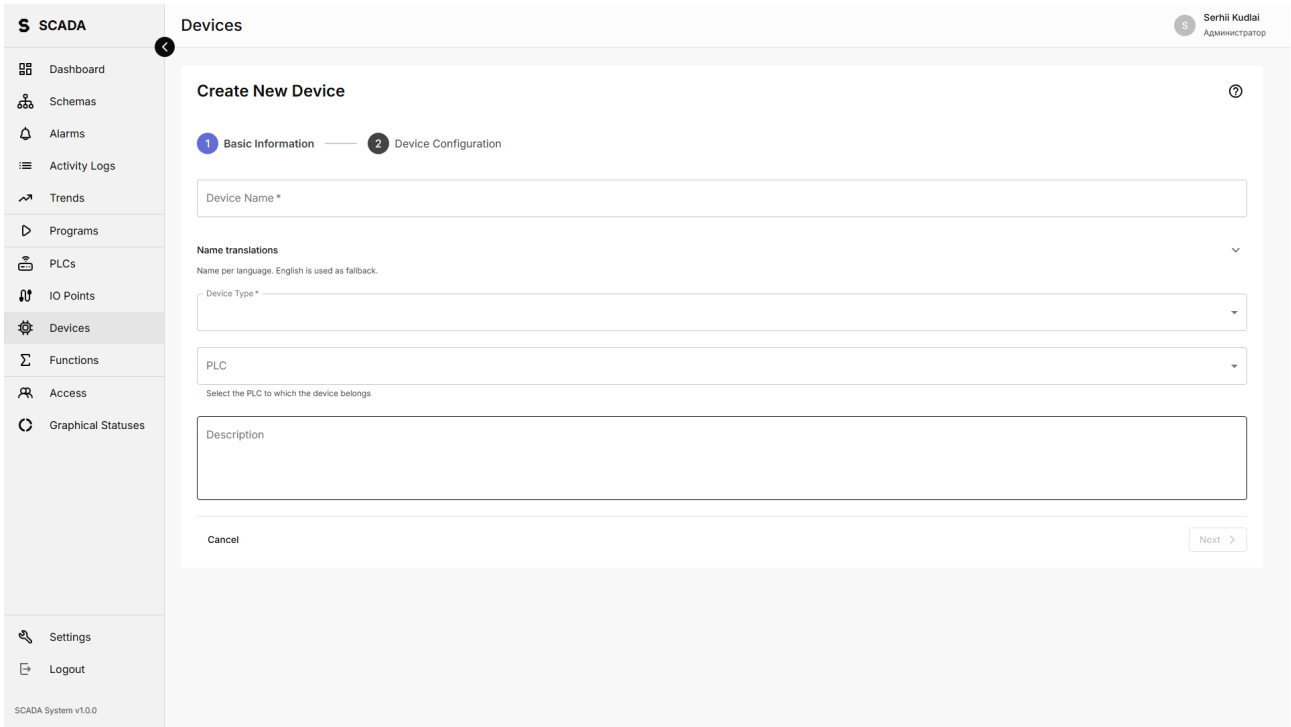 S SCADA
Devices
S
Serhii Kudlai
Администратор
Dashboard
Schemas
Alarms
Activity Logs
Trends
Programs
PLCs
IO Points
Devices
Functions
Access
Graphical Statuses
Settings
Logout
SCADA System v1.0.0
Create New Device
1 Basic Information
2 Device Configuration
Device Name *
Name translations
Name per language. English is used as fallback.
Device Type *
PLC
Select the PLC to which the device belongs
Description
Cancel
Next